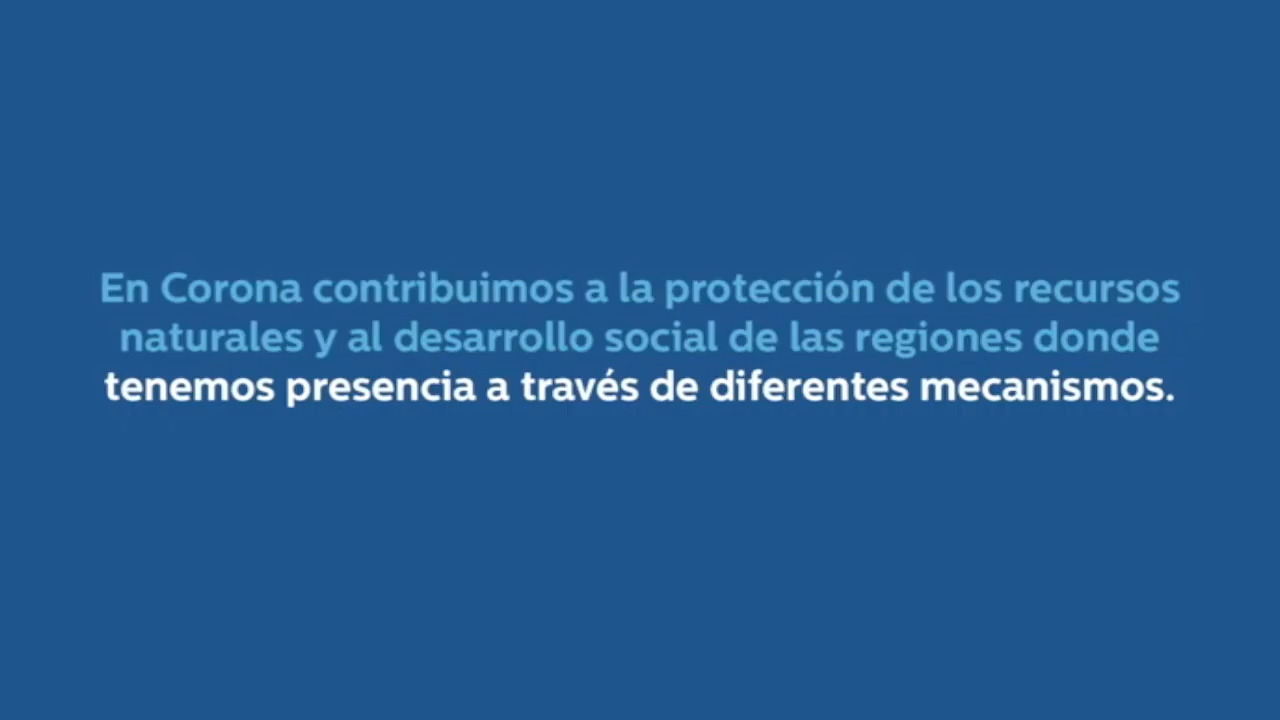 En Corona contribuimos a la protección de los recursos
naturales y al desarrollo social de las regiones donde
tenemos presencia a través de diferentes mecanismos.